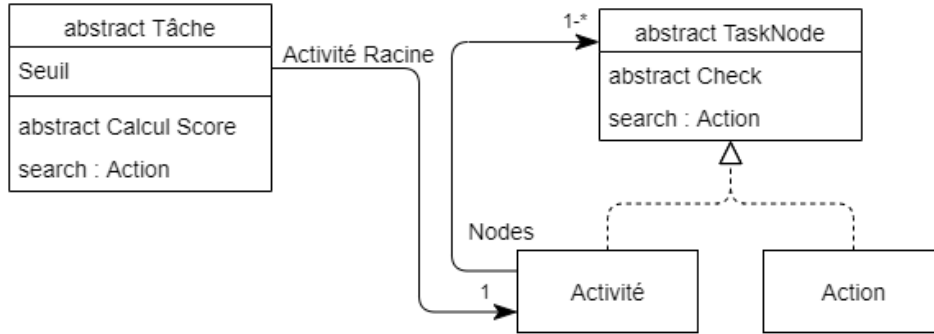 abstract Tâche
Seuil
abstract Calcul Score
search : Action
Activité Racine
1
1-*
abstract TaskNode
abstract Check
search : Action
Nodes
Activité
Action